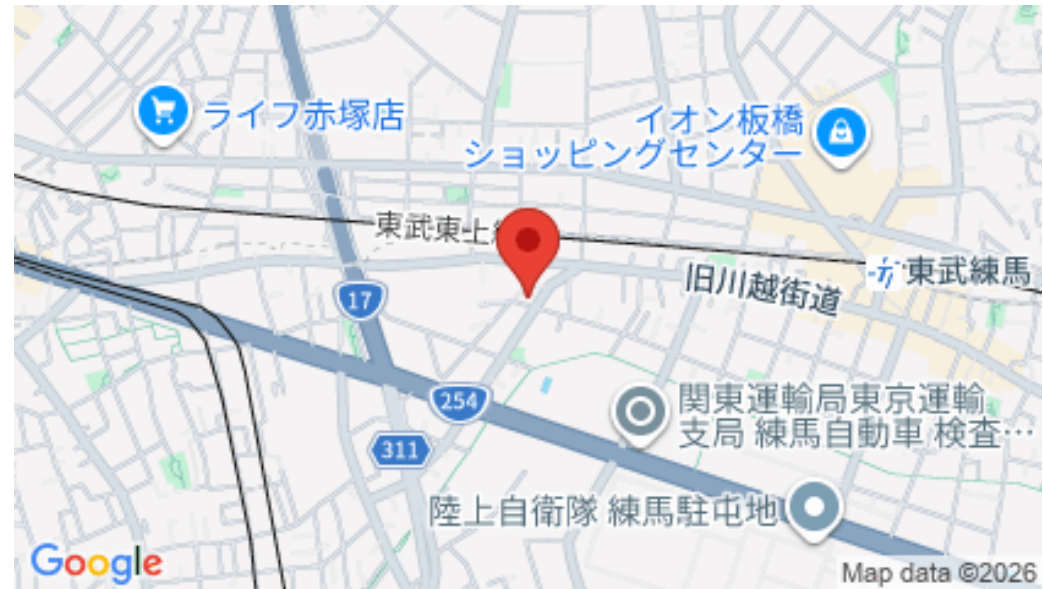 ライフ赤塚店
イオン板橋
ショッピングセンター
東武東上
旧川越街道
東武練馬
17
254
311
関東運輸局東京運輸
支局 練馬自動車 検査…
陸上自衛隊 練馬駐屯地
Google
Map data ©2026